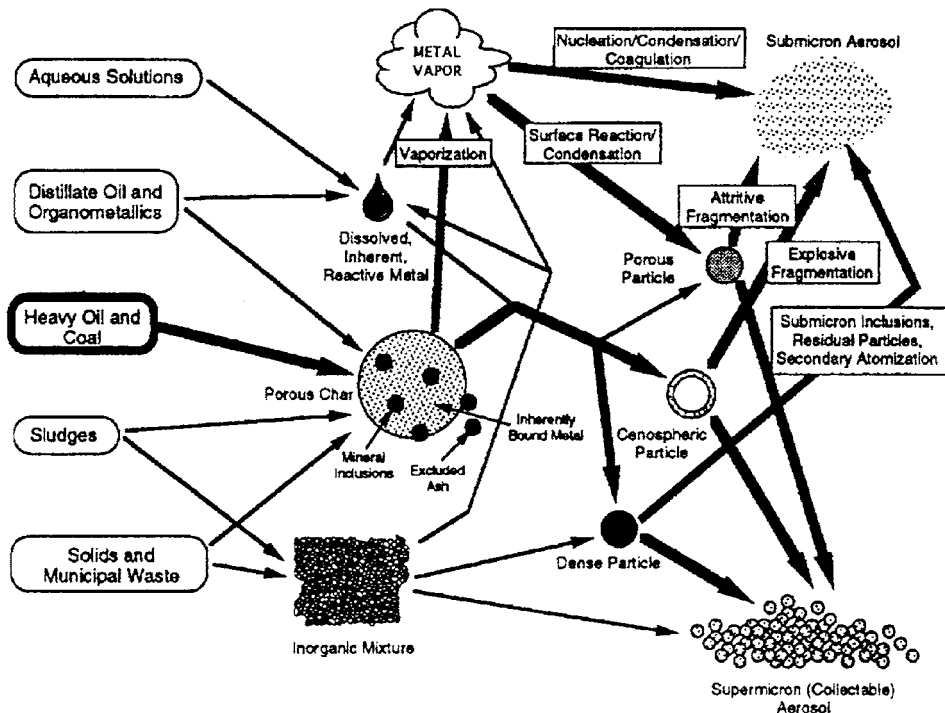 Aqueous Solutions
Distillate Oil and
Organometallics
Heavy Oil and
Coal
Sludges
Solids and
Municipal Waste
METAL
VAPOR
Vaporization
Dissolved,
Inherent,
Reactive Metal
Porous Char
Mineral
Inclusions
Excluded
Ash
Inherently
Bound Metal
Inorganic Mixture
Nucleation/Condensation/
Coagulation
Surface Reaction/
Condensation
Submicron Aerosol
Attritive
Fragmentation
Porous
Particle
Explosive
Fragmentation
Submicron Inclusions,
Residual Particles,
Secondary Atomization
Cenospheric
Particle
Dense Particle
Supermicron (Collectable)
Aerosol